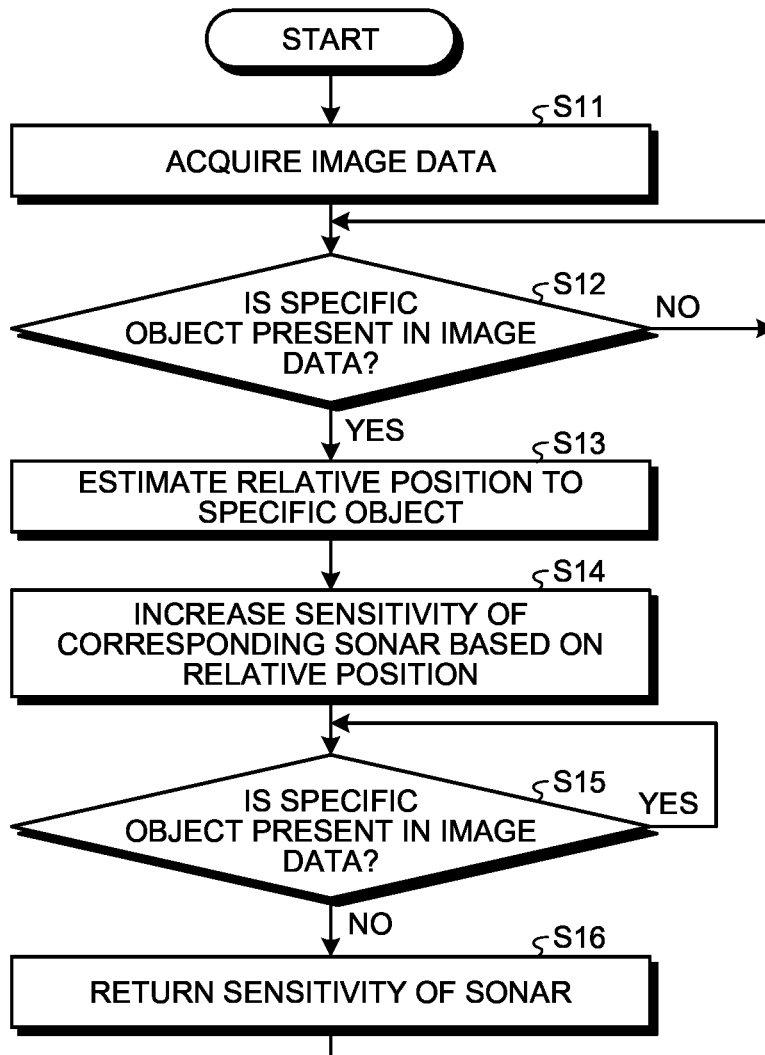 START
S11
ACQUIRE IMAGE DATA
S12
IS SPECIFIC
OBJECT PRESENT IN IMAGE
DATA?
NO
YES
S13
ESTIMATE RELATIVE POSITION TO
SPECIFIC OBJECT
S14
INCREASE SENSITIVITY OF
CORRESPONDING SONAR BASED ON
RELATIVE POSITION
S15
IS SPECIFIC
OBJECT PRESENT IN IMAGE
DATA?
YES
NO
S16
RETURN SENSITIVITY OF SONAR